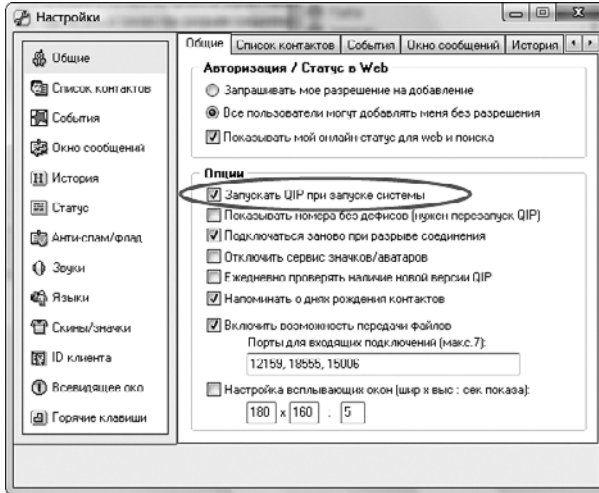 Настройки
Общие
Список контактов
События
Окно сообщений
История
Статус
Анти-спам/флад
Звуки
Языки
Скины/значки
ID клиента
Всевидящее око
Горячие клавиши
Общие Список контактов События Окно сообщений История
Авторизация / Статус в Web
Запрашивать мое разрешение на добавление
Все пользователи могут добавлять меня без разрешения
Показывать мой онлайн статус для web и поиска
Опции
Запускать QIP при запуске системы
Показывать номера без дефисов (нужен перезапуск QIP)
Подключаться заново при разрыве соединения
Отключить сервис значков/аватаров
Ежедневно проверять наличие новой версии QIP
Напоминать о днях рождения контактов
Включить возможность передачи файлов
Порты для входящих подключений (макс.7):
12159, 18555, 15006
Настройка всплывающих окон (шир х выс : сек показа):
180 x 160 : 5